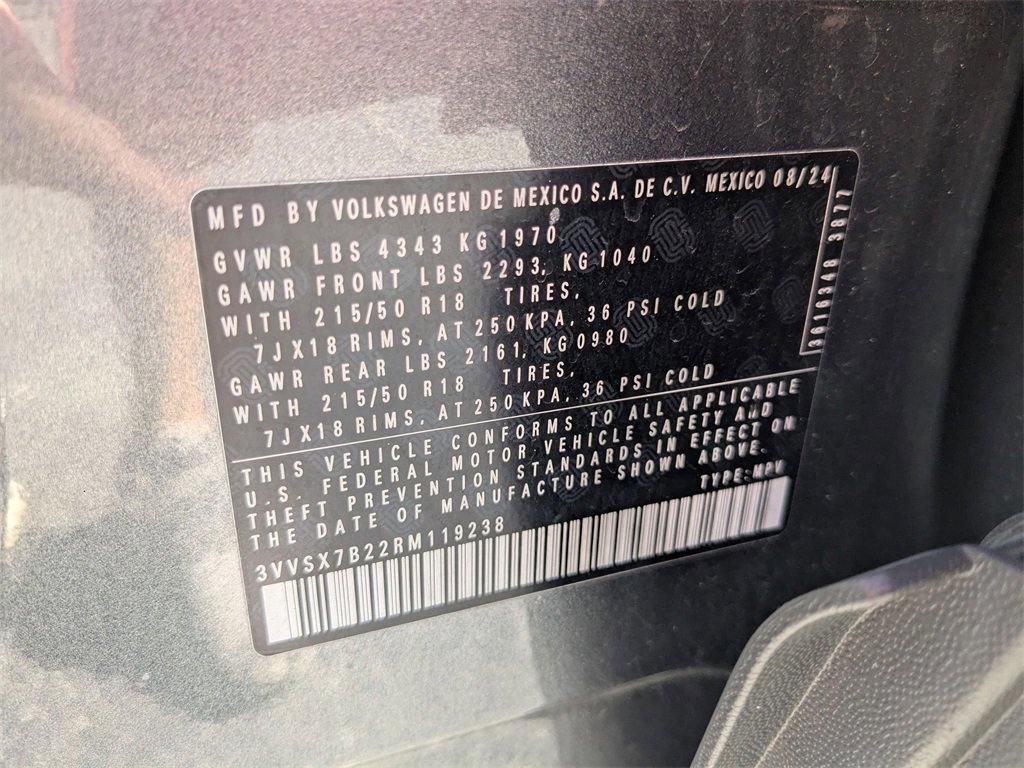 MFD BY VOLKSWAGEN DE MEXICO S.A. DE C.V. MEXICO 08/24
GVWR LBS 4343 KG 1970
GAWR FRONT LBS 2293, KG 1040
WITH 215/50 R18 TIRES,
7JX18 RIMS, AT 250 KPA, 36 PSI COLD
GAWR REAR LBS 2161, KG 0980
WITH 215/50 R18 TIRES,
7JX18 RIMS, AT 250 KPA, 36 PSI COLD
3616348 3877
THIS VEHICLE CONFORMS TO ALL APPLICABLE
U.S. FEDERAL MOTOR VEHICLE SAFETY AND
THEFT PREVENTION STANDARDS IN EFFECT ON
THE DATE OF MANUFACTURE SHOWN ABOVE.
TYPE: MPV
3VVSX7B22RM119238